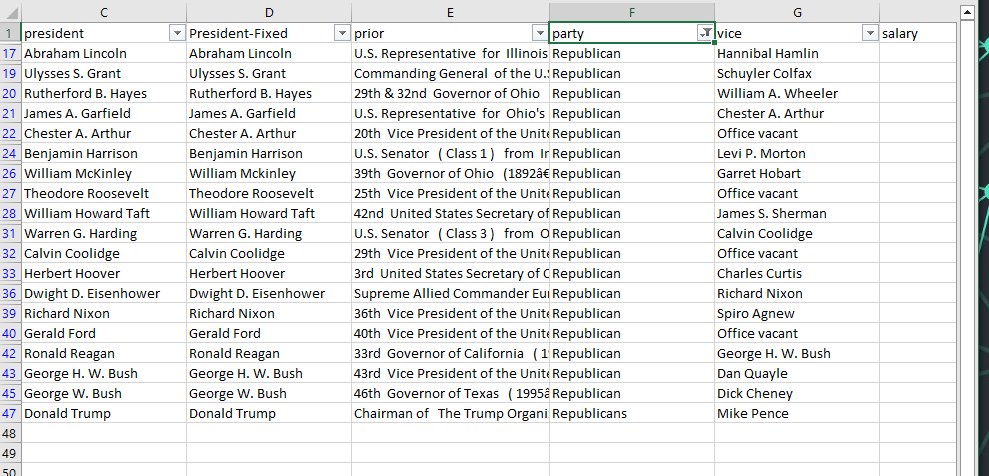 C D E F G
1 president President-Fixed prior party vice salary
17 Abraham Lincoln Abraham Lincoln U.S. Representative for Illinois Republican Hannibal Hamlin
19 Ulysses S. Grant Ulysses S. Grant Commanding General of the U.S Republican Schuyler Colfax
20 Rutherford B. Hayes Rutherford B. Hayes 29th & 32nd Governor of Ohio Republican William A. Wheeler
21 James A. Garfield James A. Garfield U.S. Representative for Ohio's Republican Chester A. Arthur
22 Chester A. Arthur Chester A. Arthur 20th Vice President of the Unite Republican Office vacant
24 Benjamin Harrison Benjamin Harrison U.S. Senator ( Class 1 ) from In Republican Levi P. Morton
26 William McKinley William Mckinley 39th Governor of Ohio (1892â€ Republican Garret Hobart
27 Theodore Roosevelt Theodore Roosevelt 25th Vice President of the Unite Republican Office vacant
28 William Howard Taft William Howard Taft 42nd United States Secretary of Republican James S. Sherman
31 Warren G. Harding Warren G. Harding U.S. Senator ( Class 3 ) from O Republican Calvin Coolidge
32 Calvin Coolidge Calvin Coolidge 29th Vice President of the Unite Republican Office vacant
33 Herbert Hoover Herbert Hoover 3rd United States Secretary of C Republican Charles Curtis
36 Dwight D. Eisenhower Dwight D. Eisenhower Supreme Allied Commander Eur Republican Richard Nixon
39 Richard Nixon Richard Nixon 36th Vice President of the Unite Republican Spiro Agnew
40 Gerald Ford Gerald Ford 40th Vice President of the Unite Republican Office vacant
42 Ronald Reagan Ronald Reagan 33rd Governor of California ( 19 Republican George H. W. Bush
43 George H. W. Bush George H. W. Bush 43rd Vice President of the Unite Republican Dan Quayle
45 George W. Bush George W. Bush 46th Governor of Texas ( 1995â Republican Dick Cheney
47 Donald Trump Donald Trump Chairman of The Trump Organi Republicans Mike Pence
48
49
50